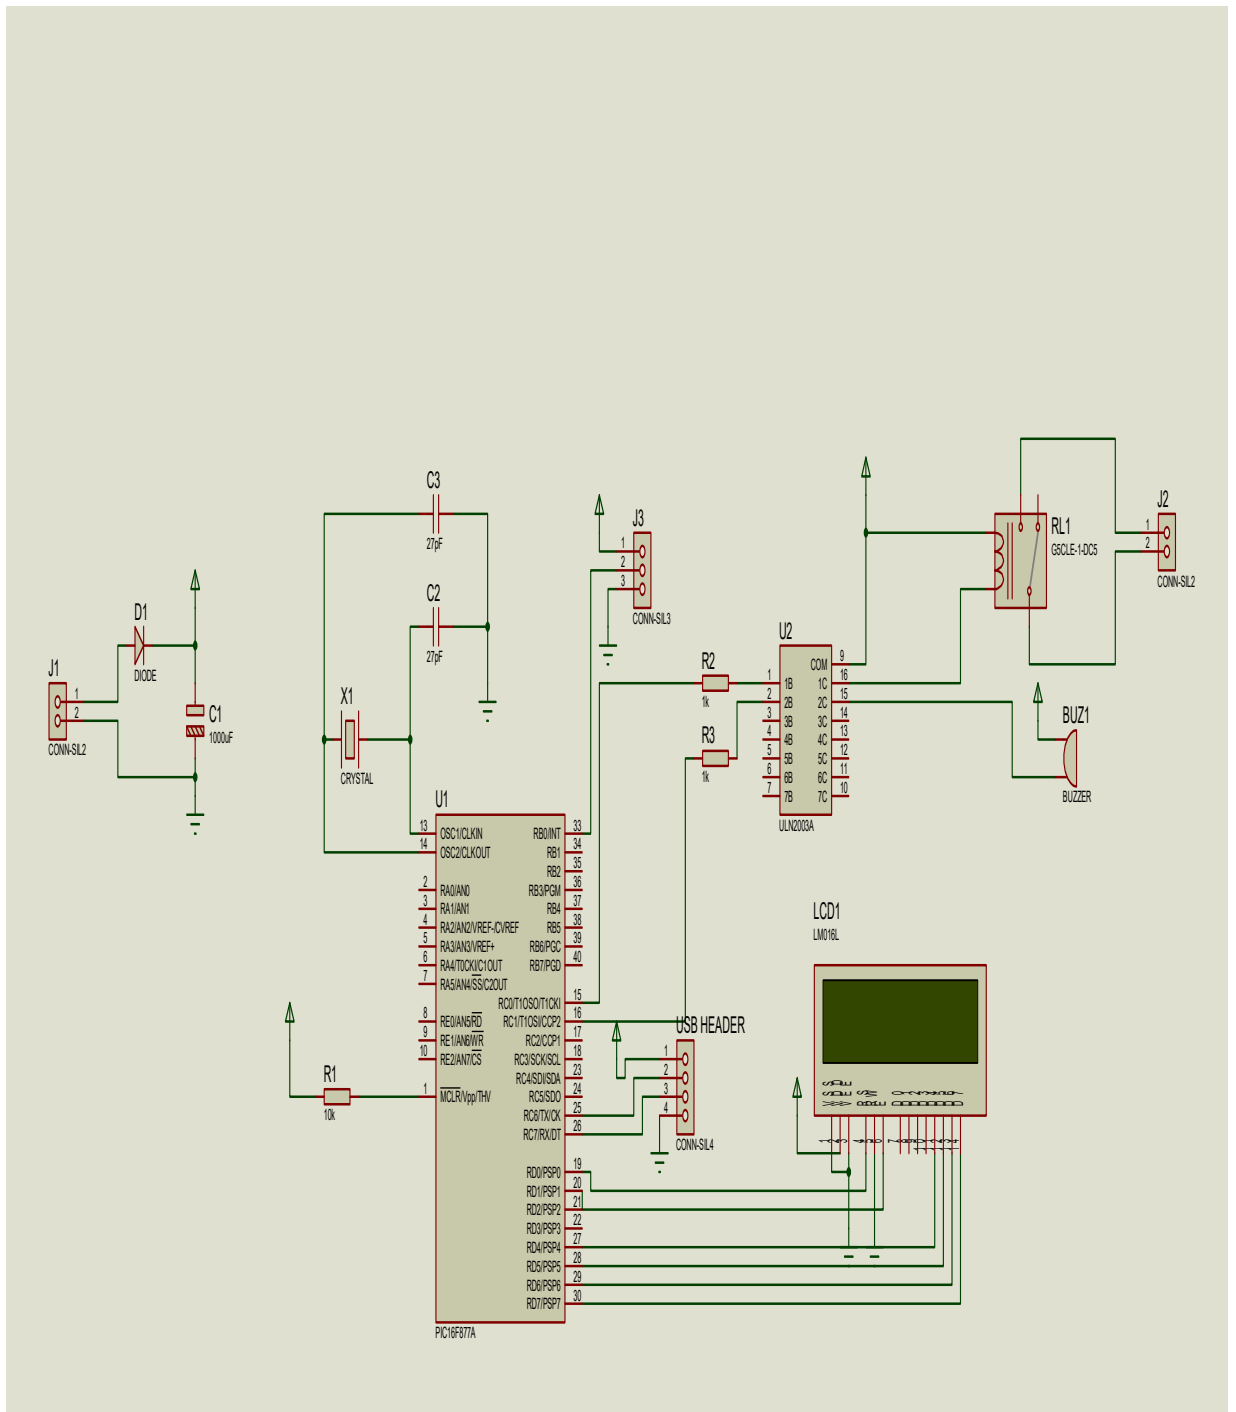 C3
27pF
C2
27pF
X1
CRYSTAL
D1
DIODE
J1
1
2
CONN-SIL2
C1
1000uF
J3
1
2
3
CONN-SIL3
J2
1
2
CONN-SIL2
RL1
G5CLE-1-DC5
U2
COM 9
1 1B 1C 16
2 2B 2C 15
3 3B 3C 14
4 4B 4C 13
5 5B 5C 12
6 6B 6C 11
7 7B 7C 10
ULN2003A
R2
1k
R3
1k
BUZ1
BUZZER
U1
13 OSC1/CLKIN RB0/INT 33
14 OSC2/CLKOUT RB1 34
RB2 35
2 RA0/AN0 RB3/PGM 36
3 RA1/AN1 RB4 37
4 RA2/AN2/VREF-/CVREF RB5 38
5 RA3/AN3/VREF+ RB6/PGC 39
6 RA4/T0CKI/C1OUT RB7/PGD 40
7 RA5/AN4/SS/C2OUT
RC0/T1OSO/T1CKI 15
8 RE0/AN5/RD RC1/T1OSI/CCP2 16
9 RE1/AN6/WR RC2/CCP1 17
10 RE2/AN7/CS RC3/SCK/SCL 18
RC4/SDI/SDA 23
1 MCLR/Vpp/THV RC5/SDO 24
RC6/TX/CK 25
RC7/RX/DT 26
RD0/PSP0 19
RD1/PSP1 20
RD2/PSP2 21
RD3/PSP3 22
RD4/PSP4 27
RD5/PSP5 28
RD6/PSP6 29
RD7/PSP7 30
PIC16F877A
R1
10k
USB HEADER
1
2
3
4
CONN-SIL4
LCD1
LM016L